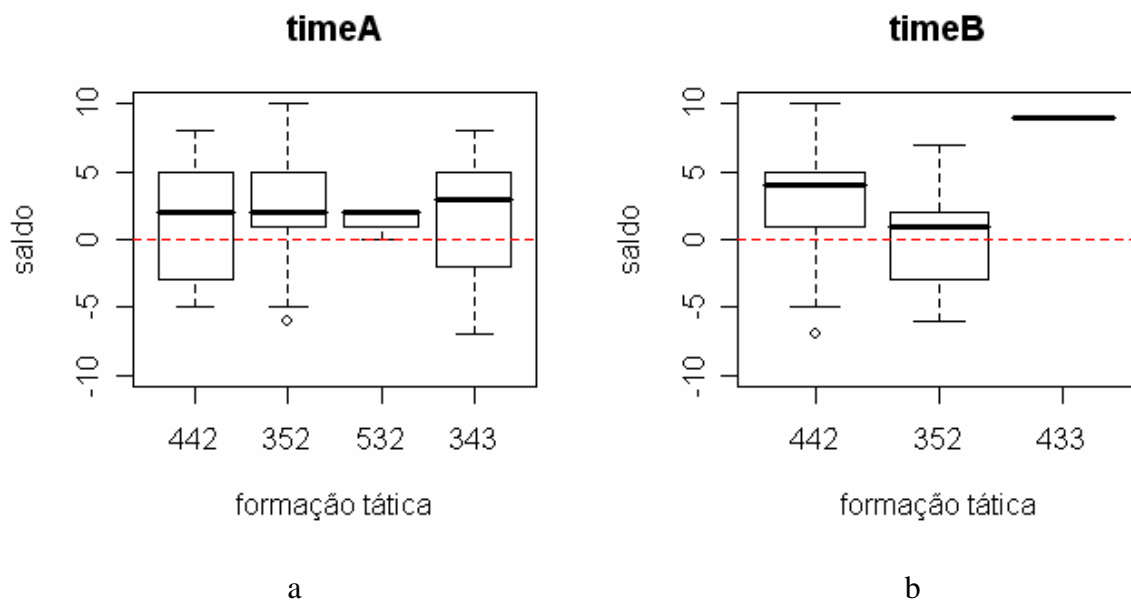 timeA
saldo
10
5
0
-5
-10
442 352 532 343
formação tática
a
timeB
saldo
10
5
0
-5
-10
442 352 433
formação tática
b